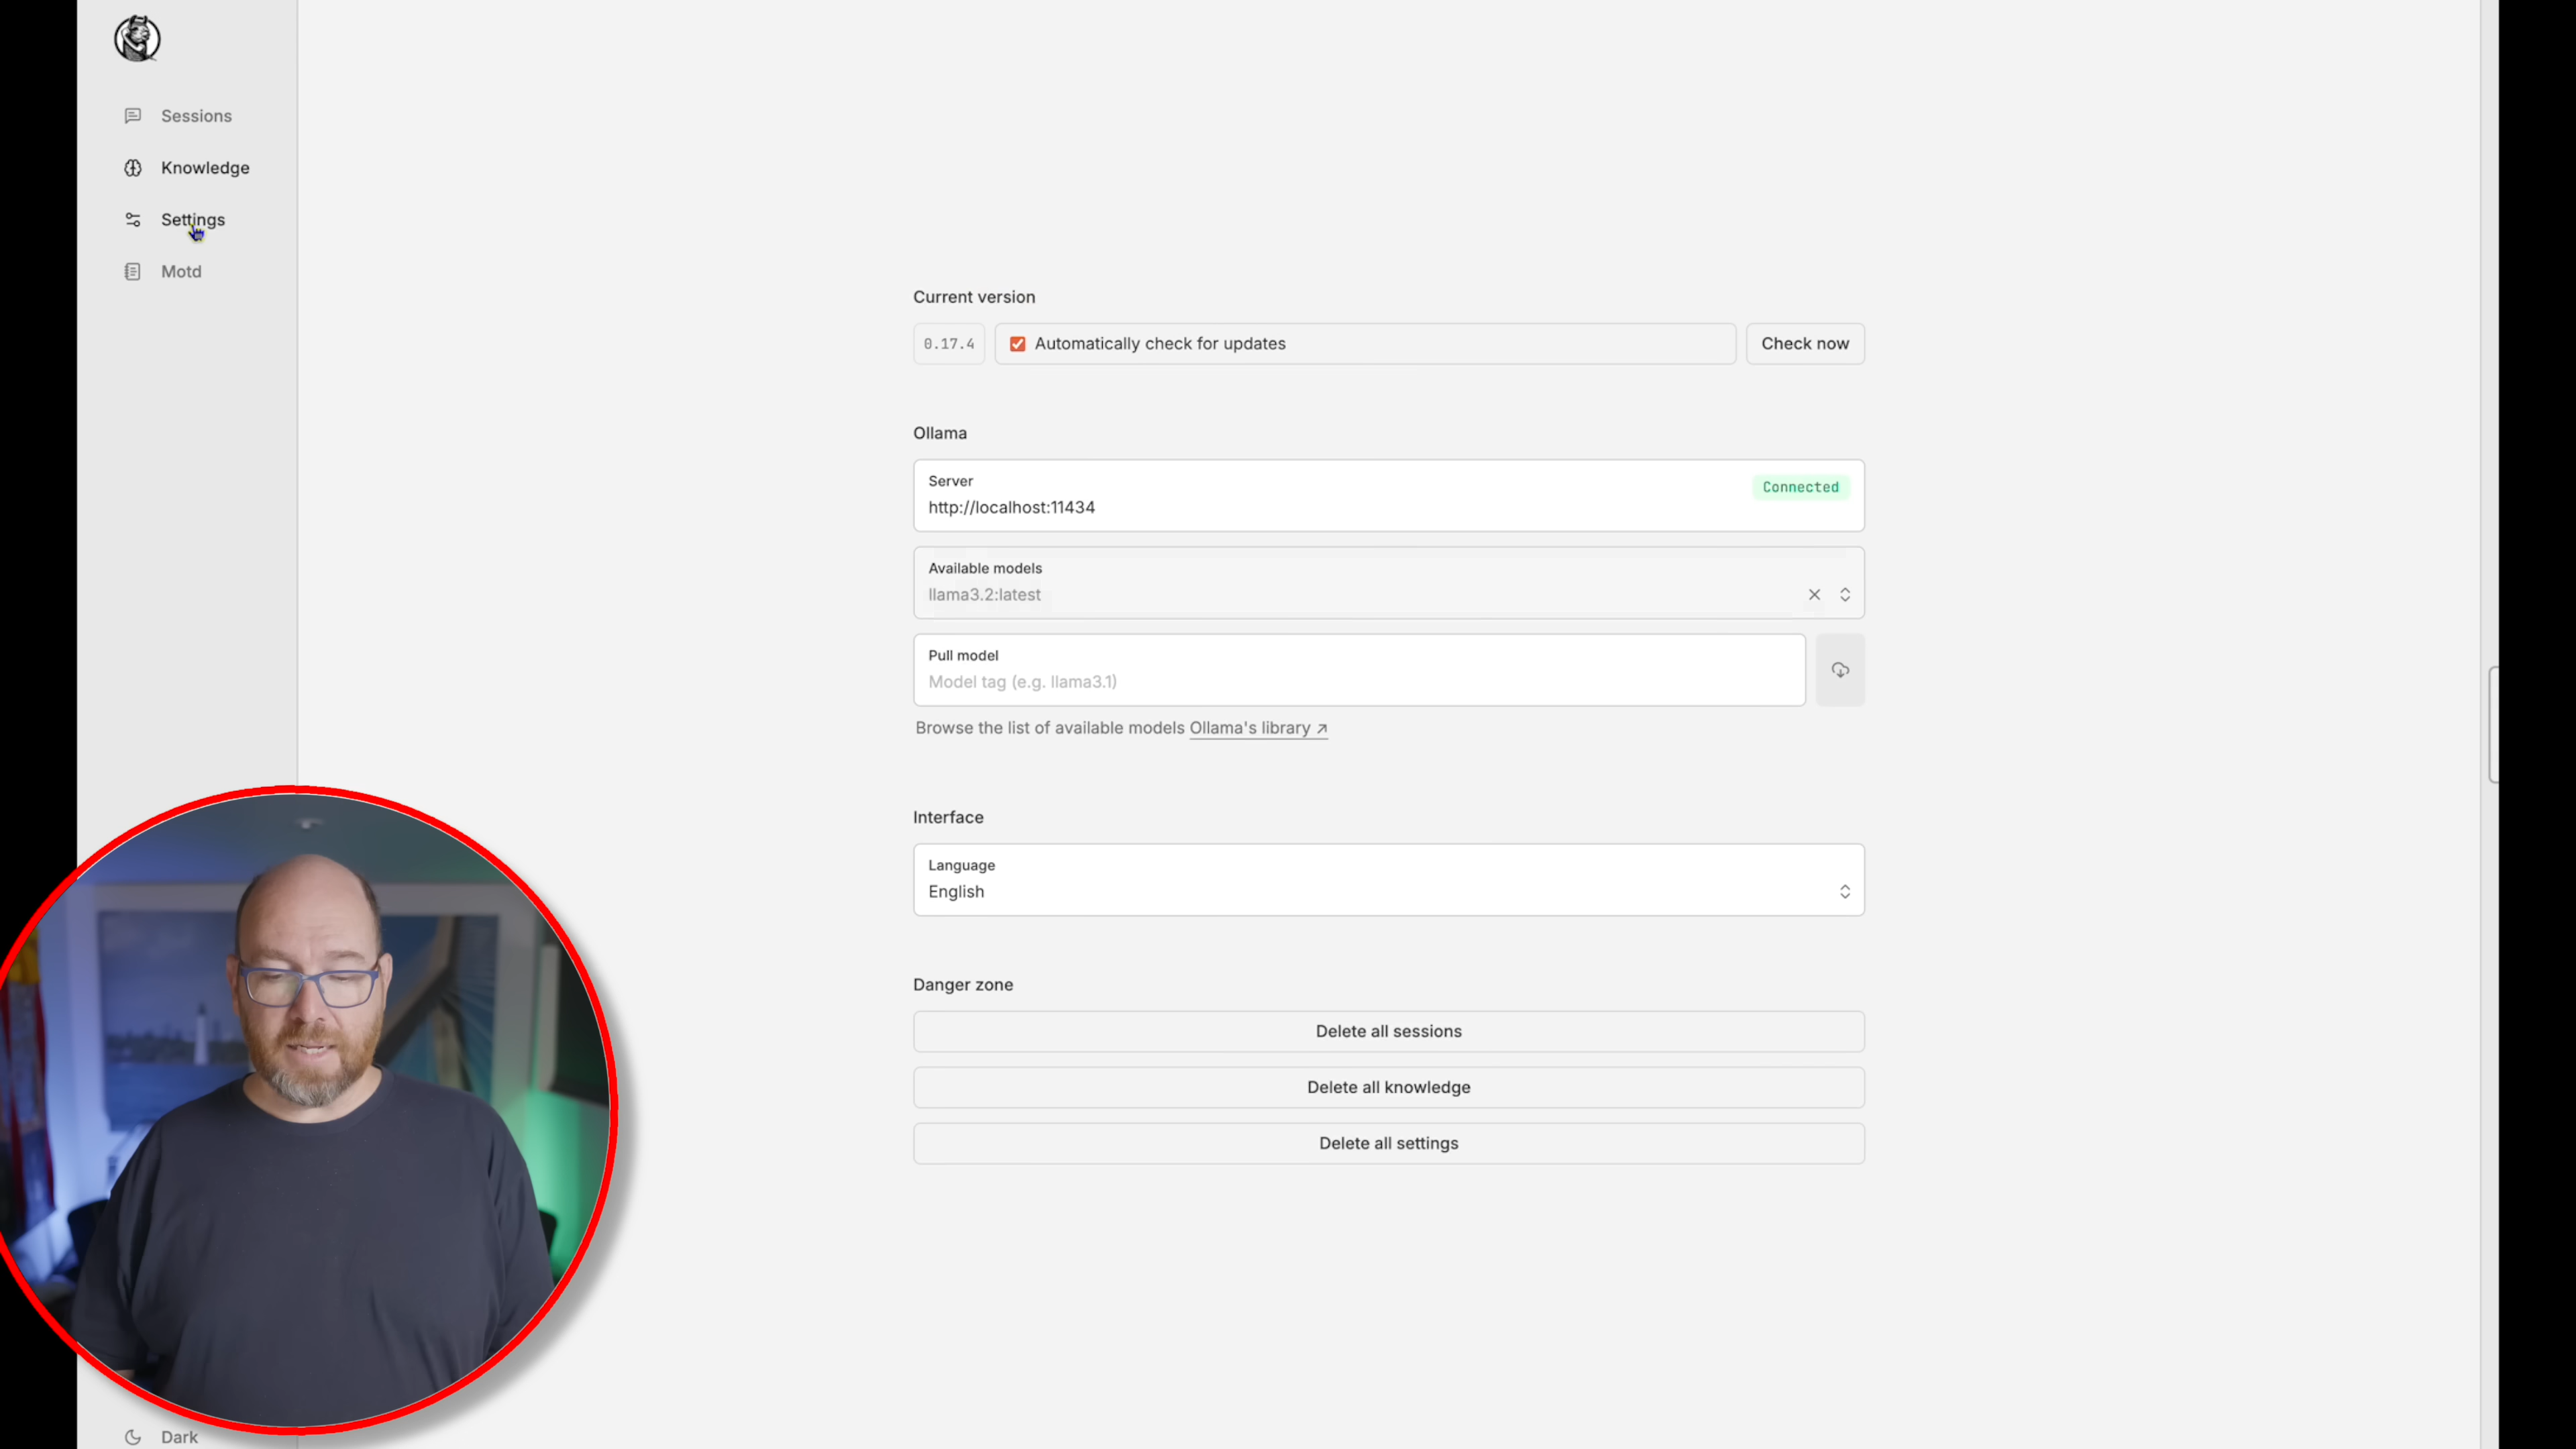 Sessions
Knowledge
Settings
Motd
Current version
0.17.4
Automatically check for updates
Check now
Ollama
Server
http://localhost:11434
Connected
Available models
llama3.2:latest
Pull model
Model tag (e.g. llama3.1)
Browse the list of available models Ollama's library ↗
Interface
Language
English
Danger zone
Delete all sessions
Delete all knowledge
Delete all settings
Dark